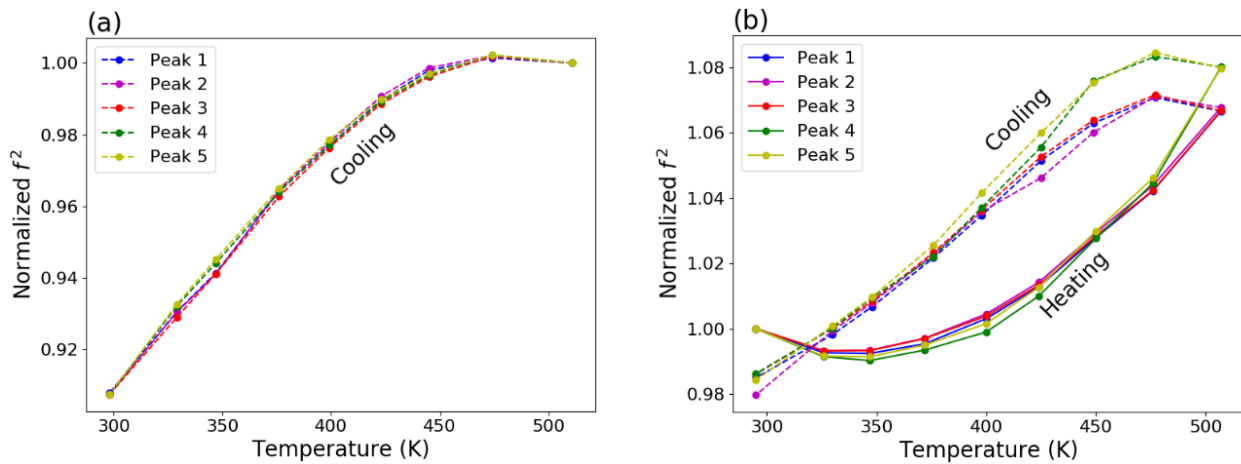 (a)
Normalized f²
1.00
0.98
0.96
0.94
0.92
Peak 1
Peak 2
Peak 3
Peak 4
Peak 5
Cooling
300
350
400
450
500
Temperature (K)
(b)
Normalized f²
1.08
1.06
1.04
1.02
1.00
0.98
Peak 1
Peak 2
Peak 3
Peak 4
Peak 5
Cooling
Heating
300
350
400
450
500
Temperature (K)